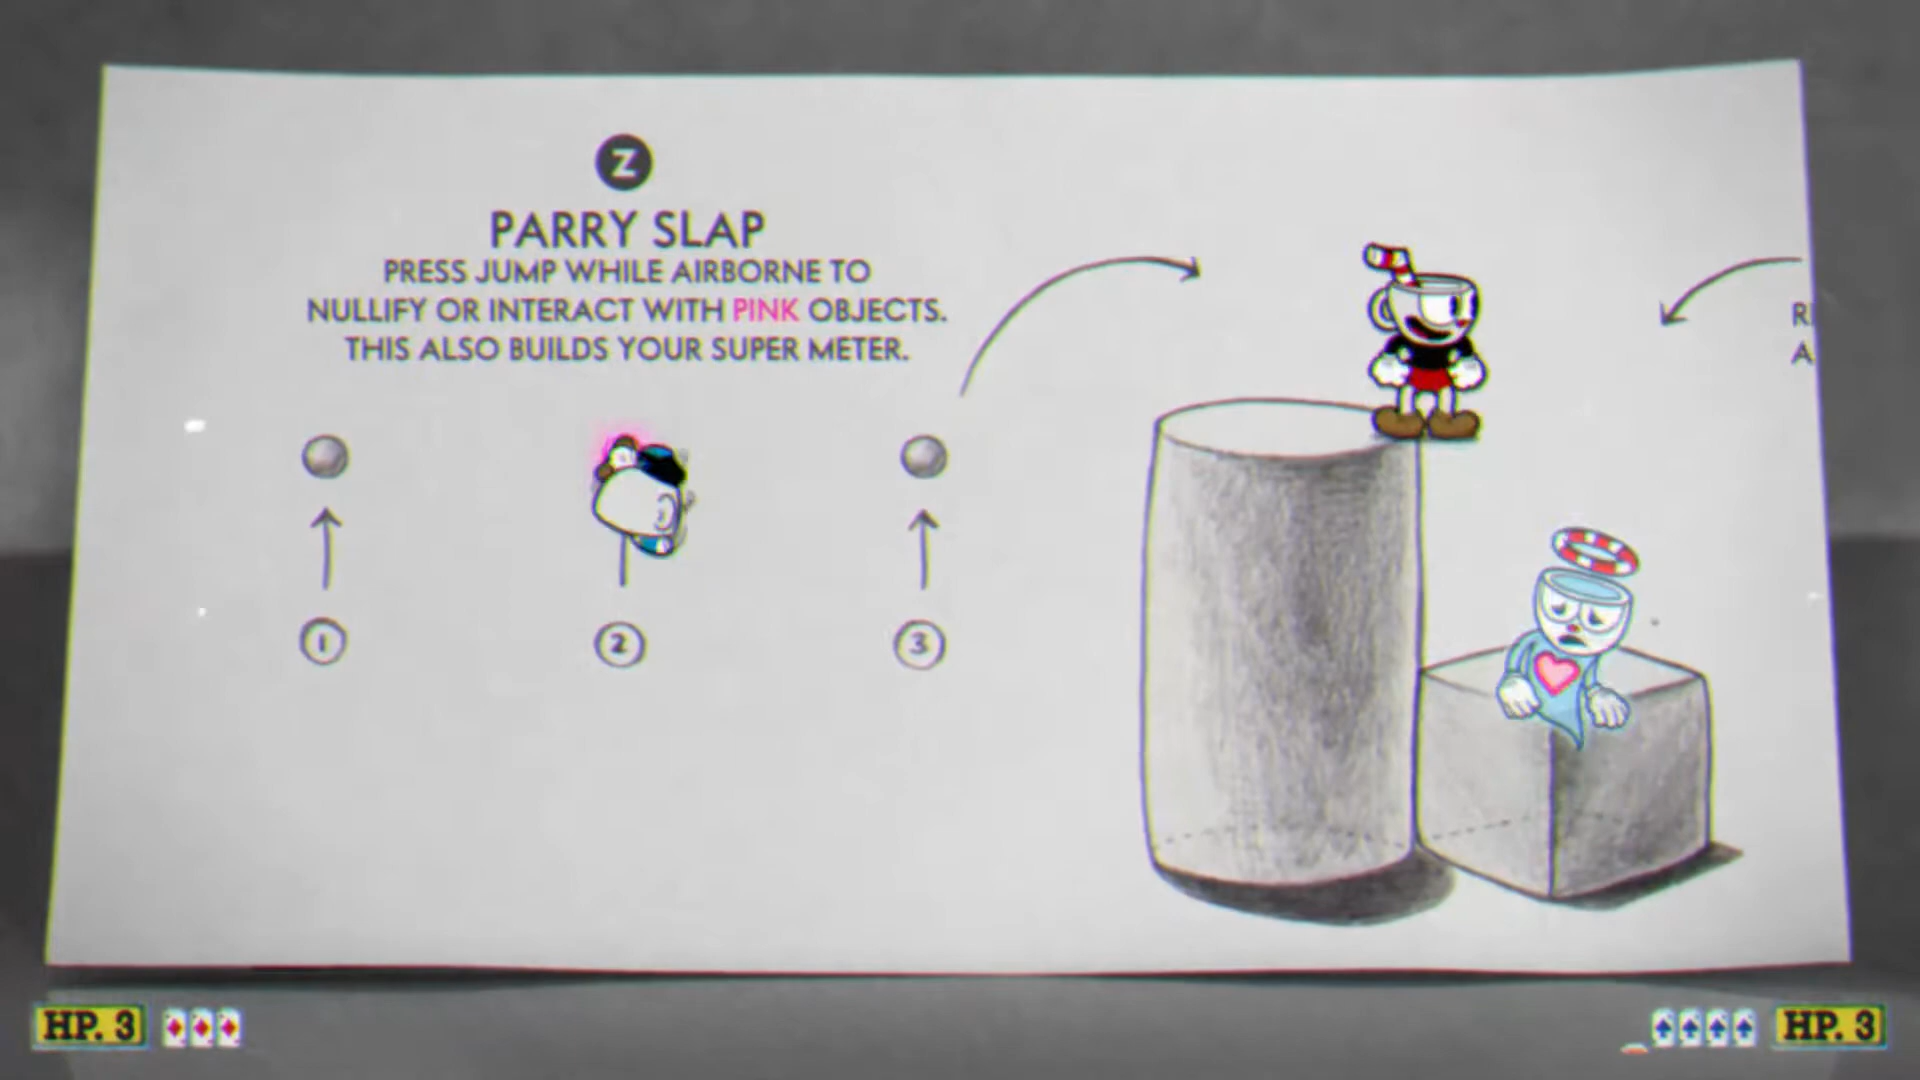 Z
PARRY SLAP
PRESS JUMP WHILE AIRBORNE TO
NULLIFY OR INTERACT WITH PINK OBJECTS.
THIS ALSO BUILDS YOUR SUPER METER.
R
A
1
2
3
HP. 3
HP. 3